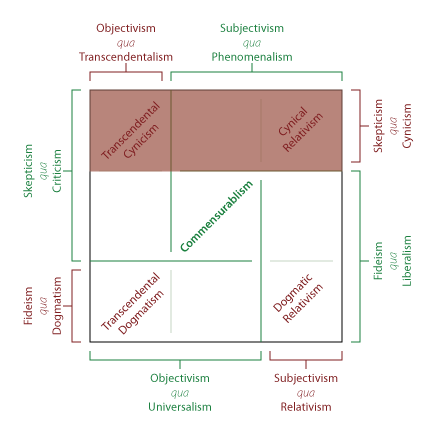 Objectivism
qua
Transcendentalism
Subjectivism
qua
Phenomenalism
Skepticism
qua
Criticism
Transcendental
Cynicism
Cynical
Relativism
Skepticism
qua
Cynicism
Commensurablism
Fideism
qua
Liberalism
Fideism
qua
Dogmatism
Transcendental
Dogmatism
Dogmatic
Relativism
Objectivism
qua
Universalism
Subjectivism
qua
Relativism